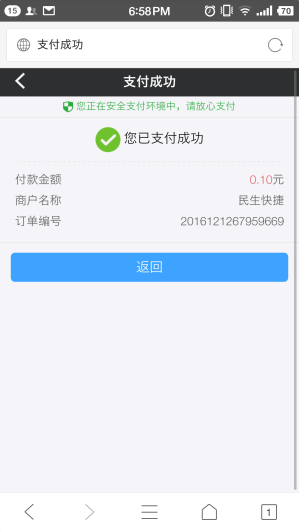 15 6:58PM 70
支付成功
支付成功
您正在安全支付环境中，请放心支付
您已支付成功
付款金额 0.10元
商户名称 民生快捷
订单编号 2016121267959669
返回
1